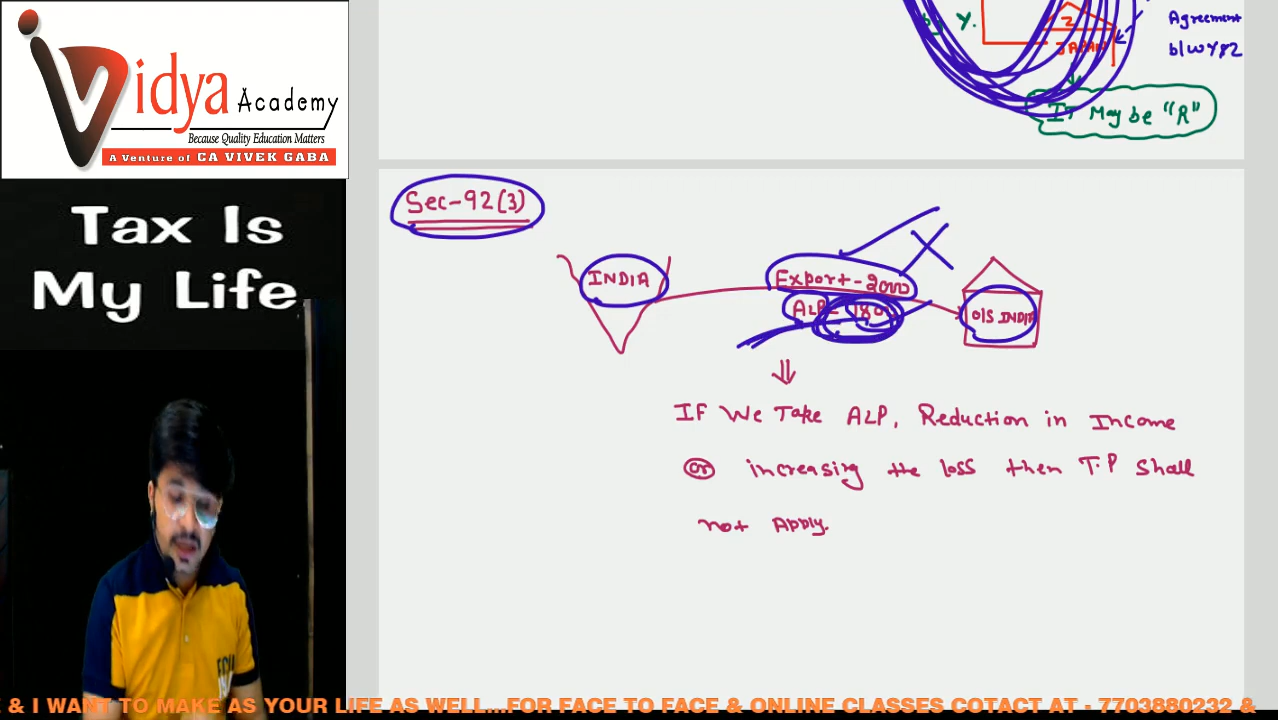 Vidya Academy
Because Quality Education Matters
A Venture of CA VIVEK GABA
Tax Is
My Life
by Y.
Z
JAPAN
Agreement
b/w Y & Z
IT May be "R"
Sec-92(3)
INDIA
Export-2000
ALP-
O/S INDIA
IF We Take ALP, Reduction in Income
or increasing the loss then T.P Shall
not Apply.
& I WANT TO MAKE AS YOUR LIFE AS WELL....FOR FACE TO FACE & ONLINE CLASSES COTACT AT - 7703880232 &